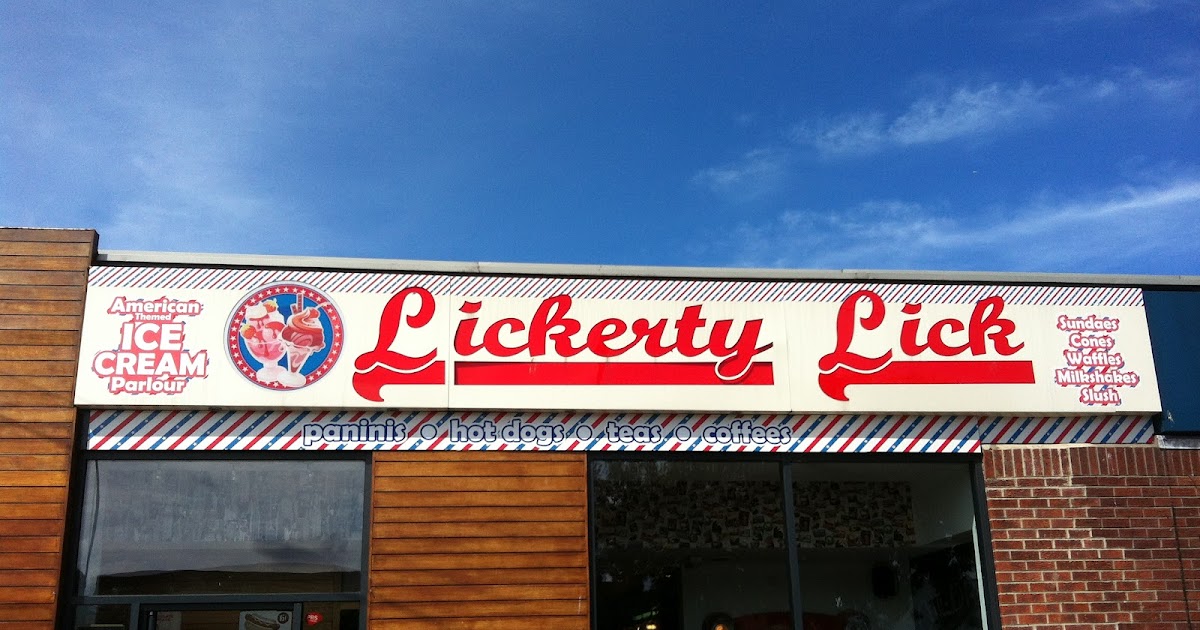 American
Themed
ICE
CREAM
Parlour
Lickerty Lick
Sundaes
Cones
Waffles
Milkshakes
Slush
paninis • hot dogs • teas • coffees